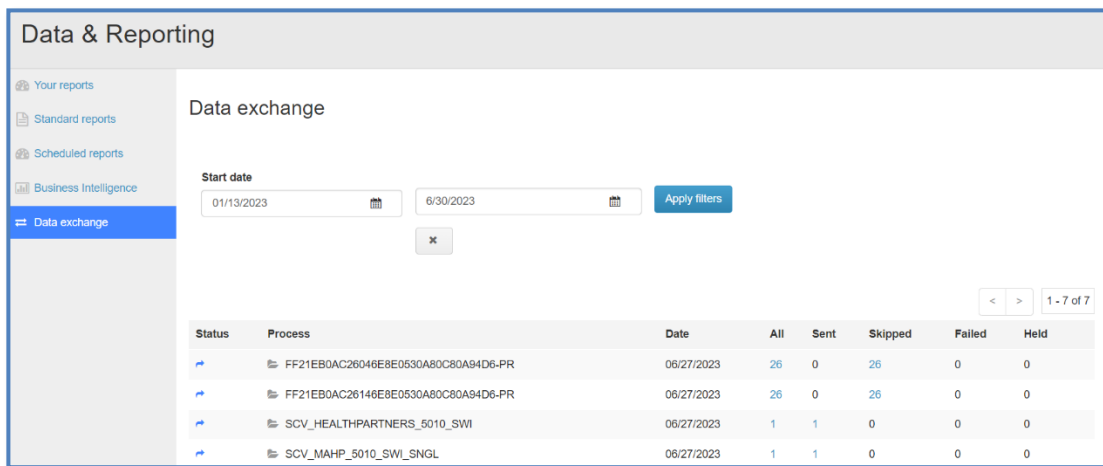 Data & Reporting
Your reports
Standard reports
Scheduled reports
Business Intelligence
Data exchange
Data exchange
Start date
01/13/2023 6/30/2023 Apply filters
< > 1 - 7 of 7
Status Process Date All Sent Skipped Failed Held
FF21EB0AC26046E8E0530A80C80A94D6-PR 06/27/2023 26 0 26 0 0
FF21EB0AC26146E8E0530A80C80A94D6-PR 06/27/2023 26 0 26 0 0
SCV_HEALTHPARTNERS_5010_SWI 06/27/2023 1 1 0 0 0
SCV_MAHP_5010_SWI_SNGL 06/27/2023 1 1 0 0 0